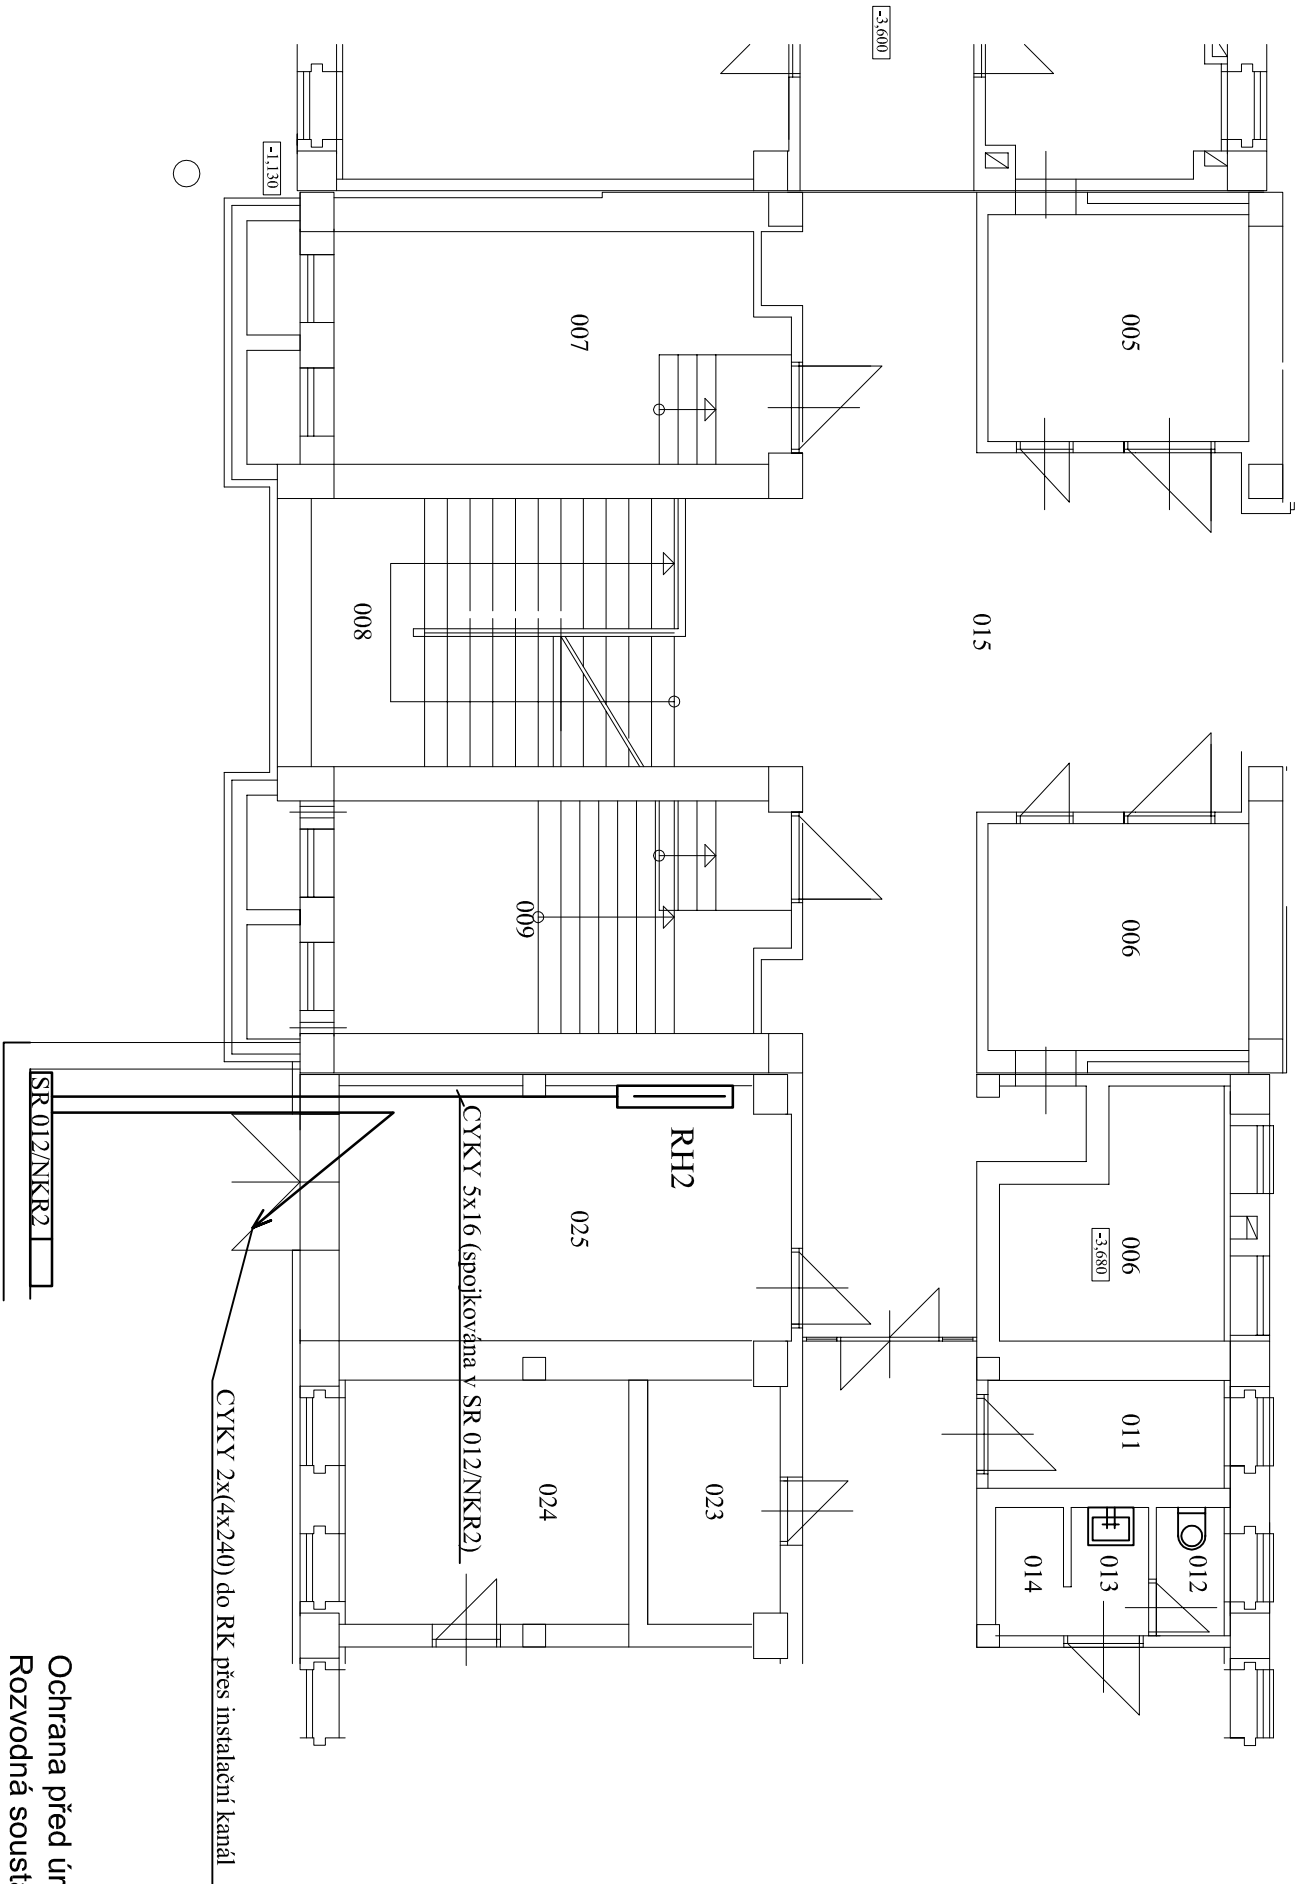 -3,600
-1,130
005
007
015
008
006
009
RH2
025
006
-3,680
CYKY 5x16 (spojkována v SR 012/NKR2)
SR 012/NKR2
CYKY 2x(4x240) do RK přes instalační kanál
011
012
013
014
023
024
Ochrana před úr
Rozvodná sousta